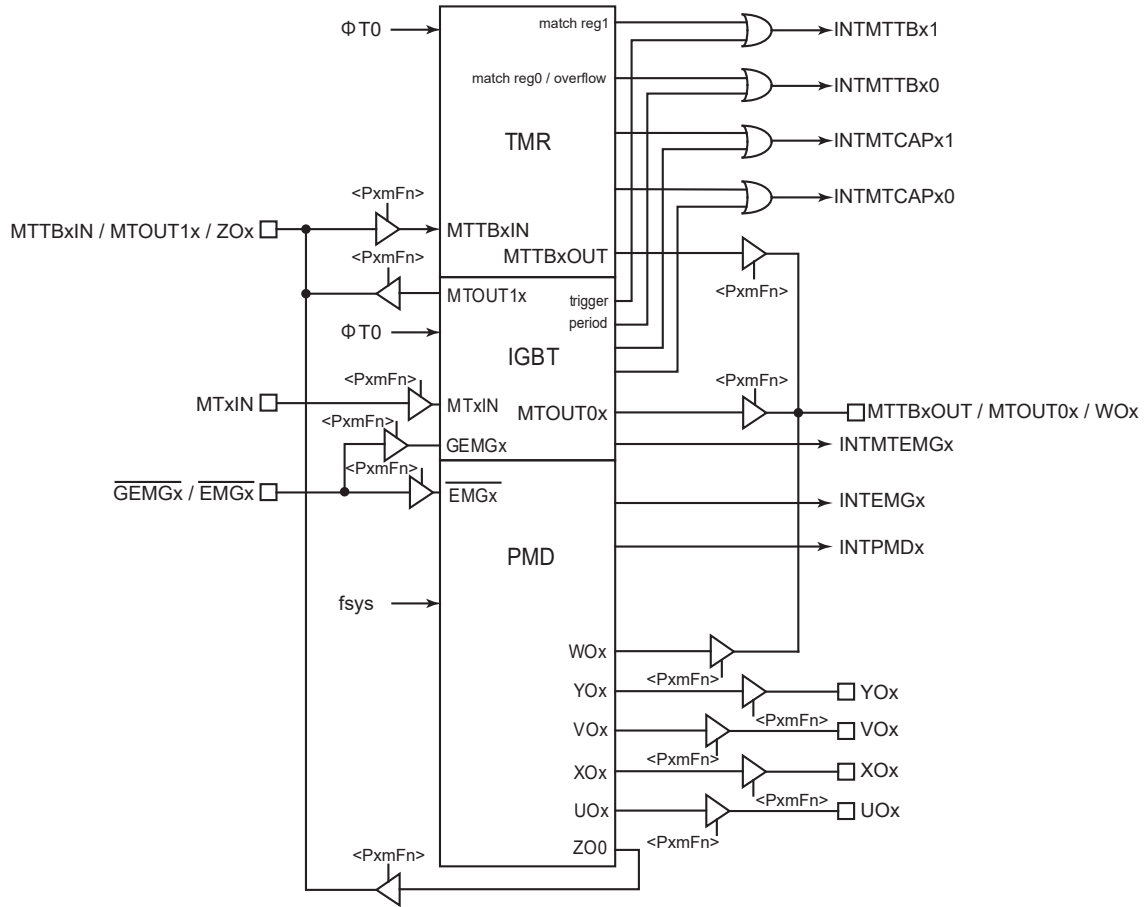 ΦT0
match reg1
INTMTTBx1
match reg0 / overflow
INTMTTBx0
TMR
INTMTCAPx1
<PxmFn>
INTMTCAPx0
MTTBxIN / MTOUT1x / ZOx
MTTBxIN
MTTBxOUT
<PxmFn>
<PxmFn>
MTOUT1x
trigger
period
ΦT0
IGBT
<PxmFn>
<PxmFn>
MTxIN
MTxIN
MTOUT0x
MTTBxOUT / MTOUT0x / WOx
<PxmFn>
GEMGx
INTMTEMGx
<PxmFn>
GEMGx / EMGx
EMGx
INTEMGx
PMD
INTPMDx
fsys
WOx
<PxmFn>
YOx
YOx
<PxmFn>
VOx
VOx
<PxmFn>
XOx
XOx
<PxmFn>
UOx
UOx
<PxmFn>
ZO0
<PxmFn>